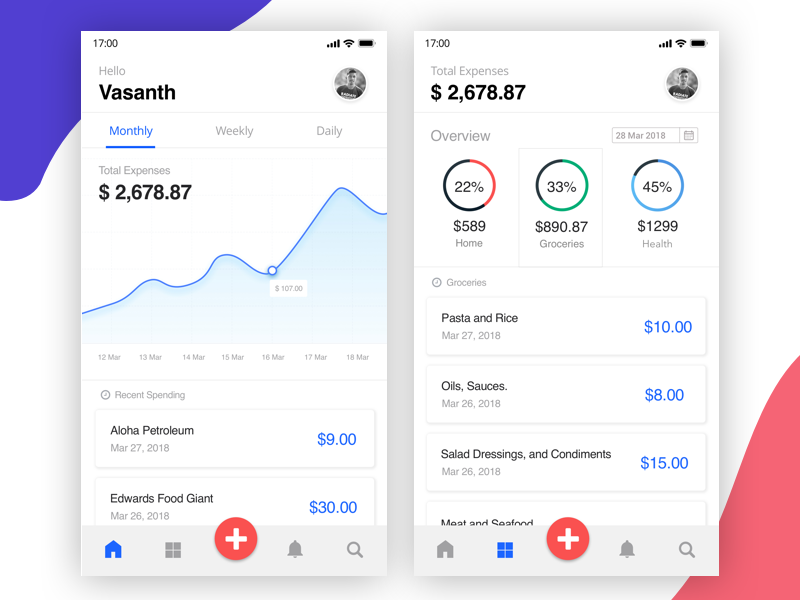 17:00
Hello
Vasanth
Monthly Weekly Daily
Total Expenses
$ 2,678.87
$ 107.00
12 Mar 13 Mar 14 Mar 15 Mar 16 Mar 17 Mar 18 Mar
Recent Spending
Aloha Petroleum
Mar 27, 2018
$9.00
Edwards Food Giant
Mar 26, 2018
$30.00
17:00
Total Expenses
$ 2,678.87
Overview
28 Mar 2018
22% 33% 45%
$589 $890.87 $1299
Home Groceries Health
Groceries
Pasta and Rice
Mar 27, 2018
$10.00
Oils, Sauces.
Mar 26, 2018
$8.00
Salad Dressings, and Condiments
Mar 26, 2018
$15.00
Meat and Seafood